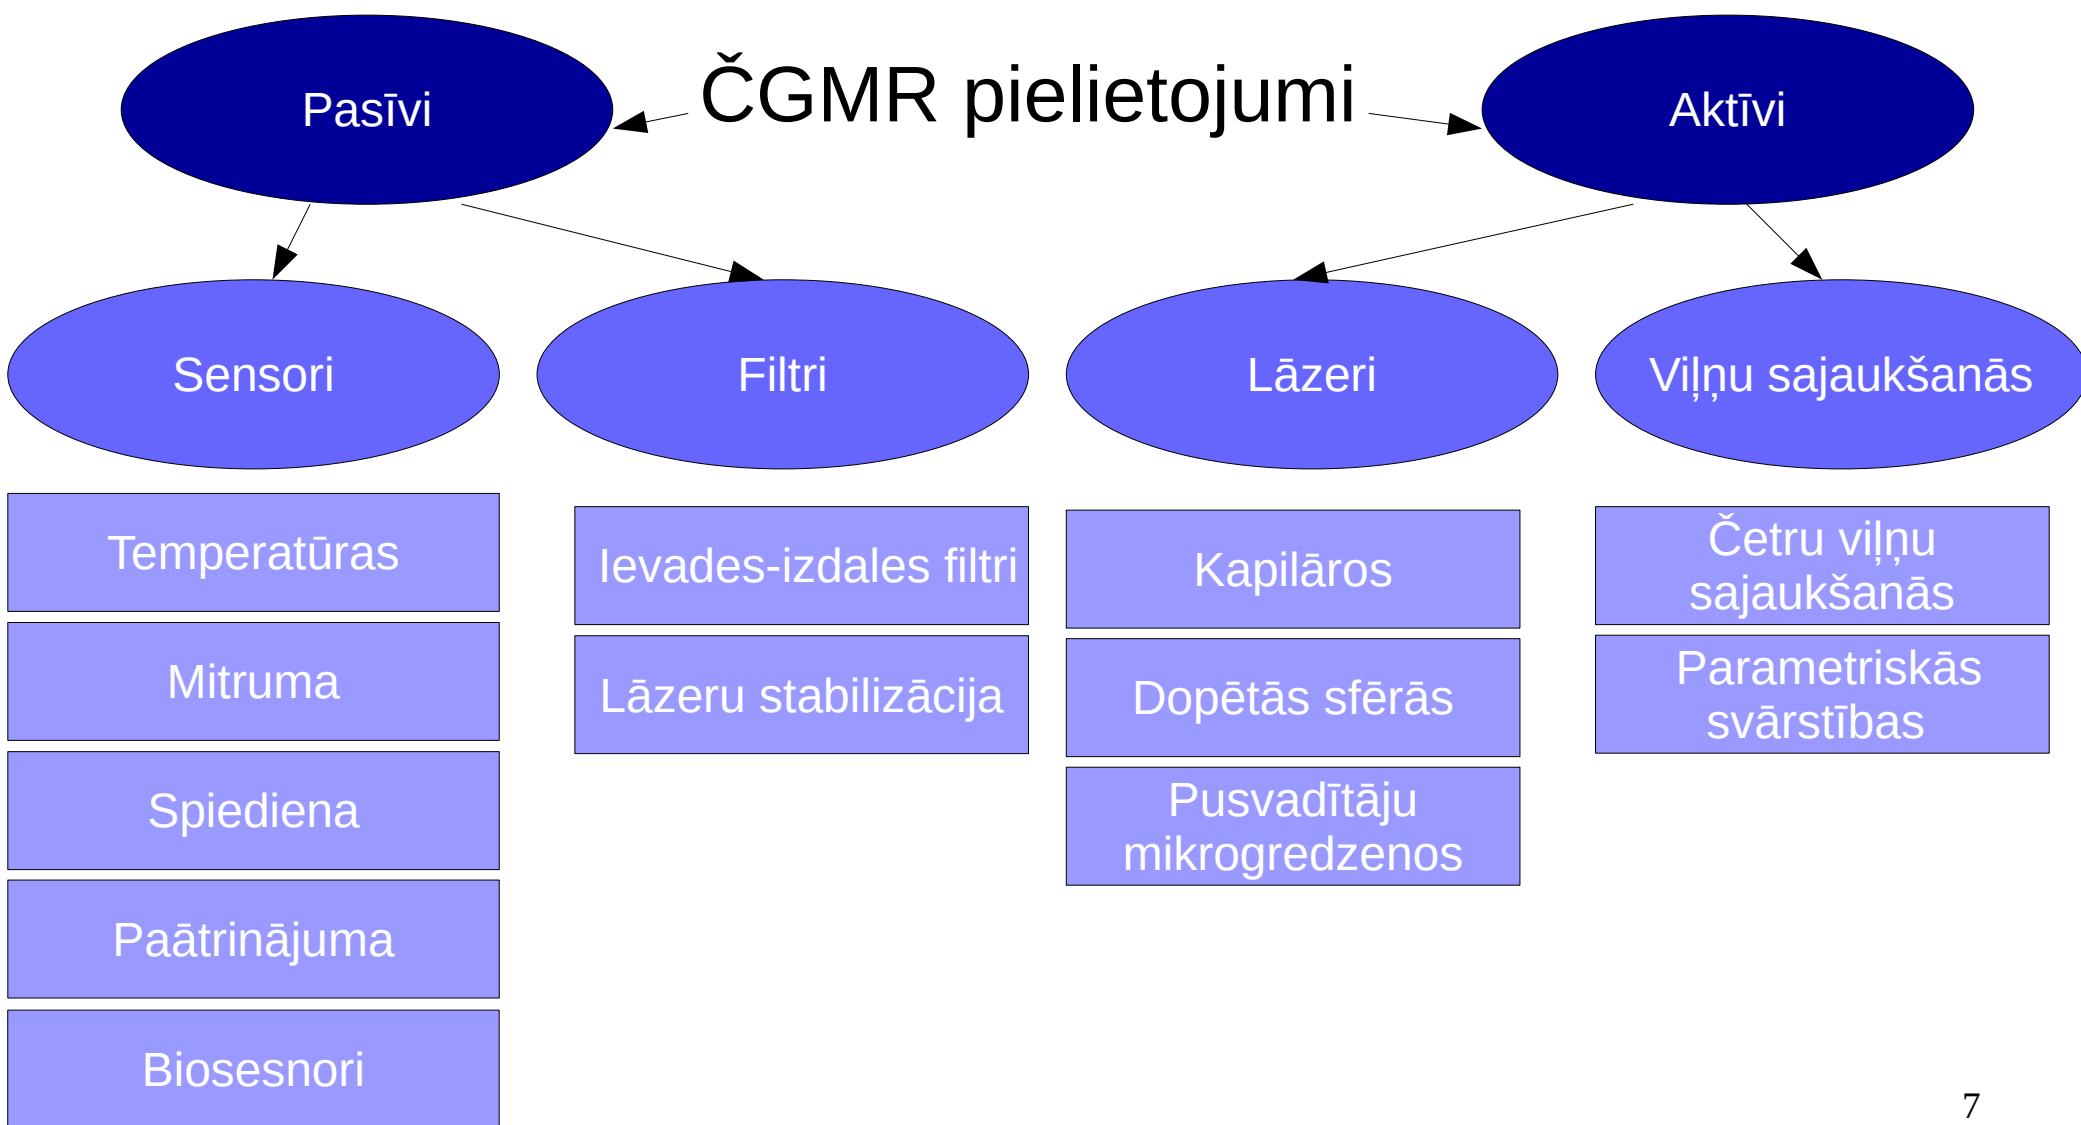 ČGMR pielietojumi
Pasīvi
Aktīvi
Sensori
Filtri
Lāzeri
Viļņu sajaukšanās
Temperatūras
Mitruma
Spiediena
Paātrinājuma
Biosesnori
Ievades-izdales filtri
Lāzeru stabilizācija
Kapilāros
Dopētās sfērās
Pusvadītāju
mikrogredzenos
Četru viļņu
sajaukšanās
Parametriskās
svārstības
7